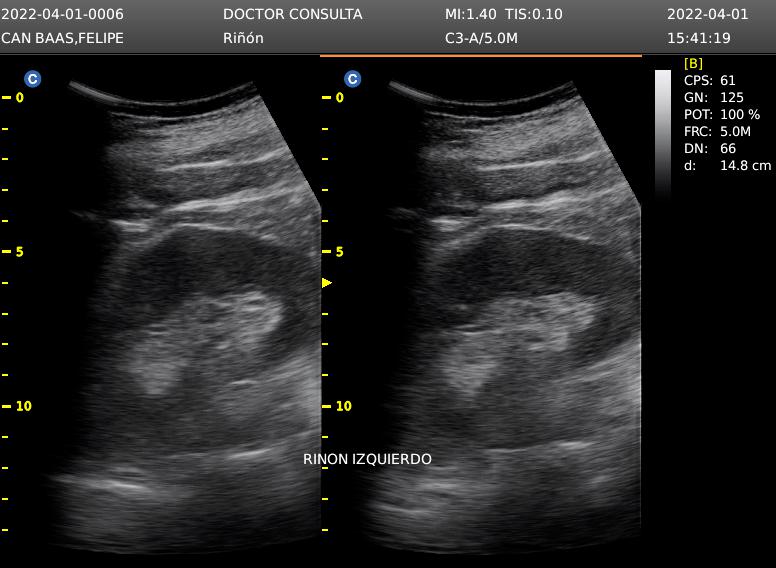 2022-04-01-0006 DOCTOR CONSULTA MI:1.40 TIS:0.10 2022-04-01
CAN BAAS,FELIPE Riñón C3-A/5.0M 15:41:19
C C [B]
0 0 CPS: 61
GN: 125
POT: 100 %
FRC: 5.0M
DN: 66
d: 14.8 cm
5 5
10 10
RINON IZQUIERDO